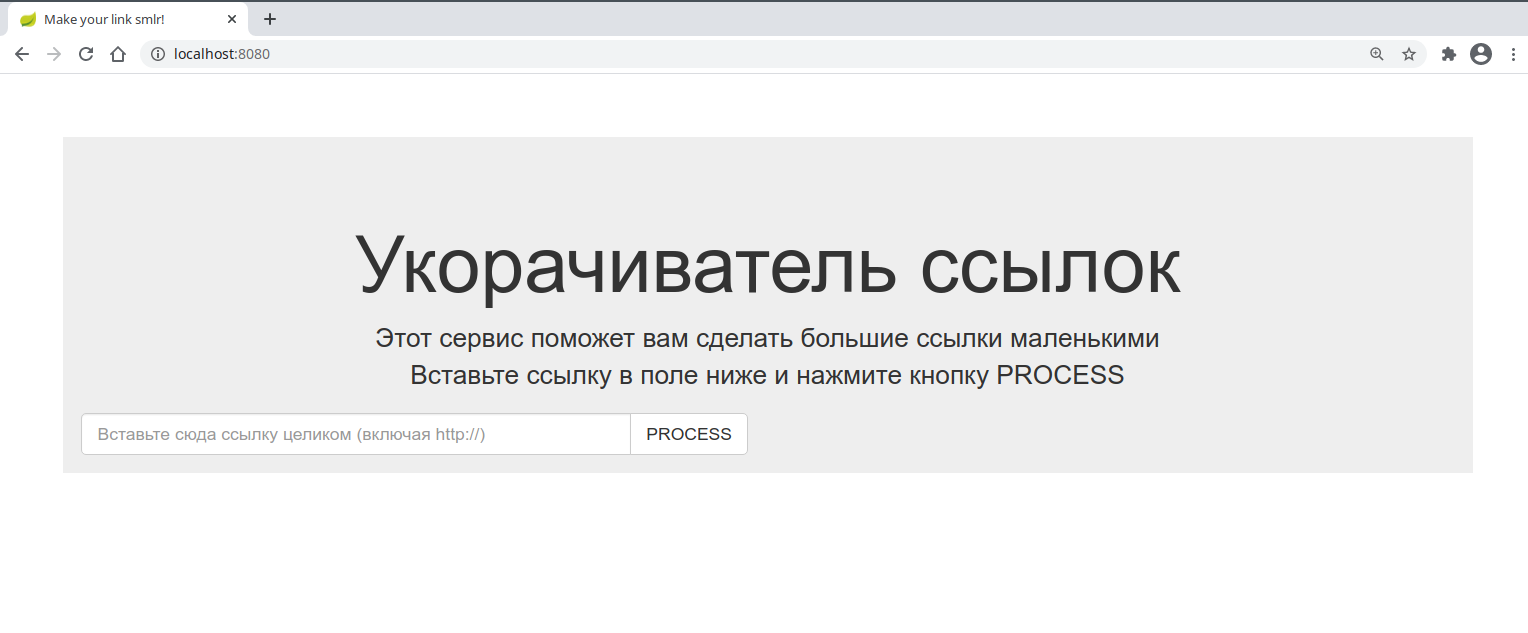 Make your link smlr!
localhost:8080
Укорачиватель ссылок
Этот сервис поможет вам сделать большие ссылки маленькими
Вставьте ссылку в поле ниже и нажмите кнопку PROCESS
Вставьте сюда ссылку целиком (включая http://)
PROCESS